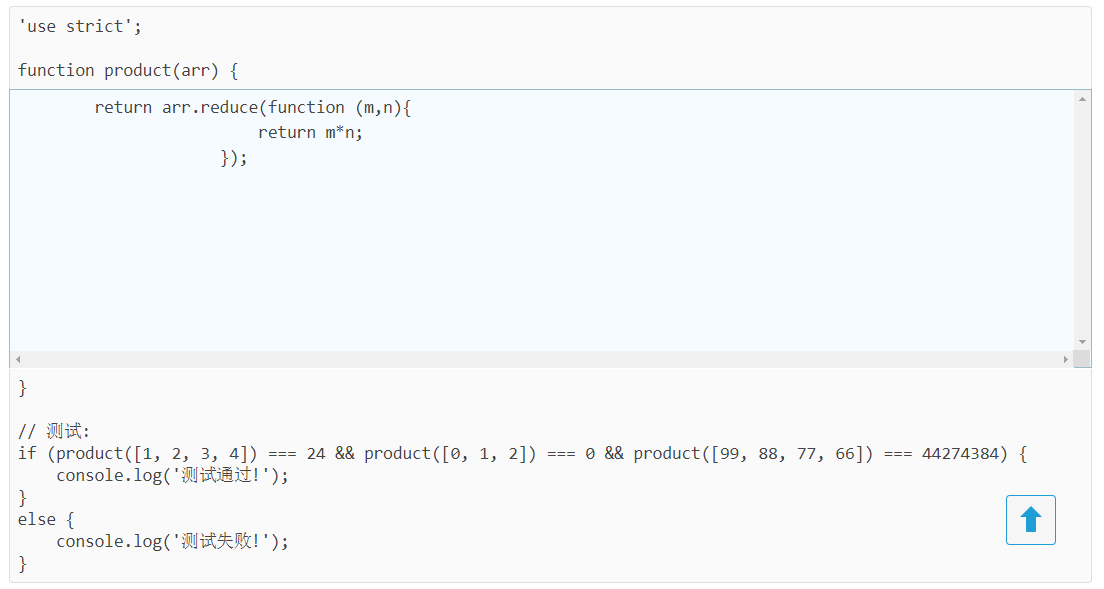 'use strict';
function product(arr) {
return arr.reduce(function (m,n){
return m*n;
});
}
// 测试:
if (product([1, 2, 3, 4]) === 24 && product([0, 1, 2]) === 0 && product([99, 88, 77, 66]) === 44274384) {
console.log('测试通过!');
}
else {
console.log('测试失败!');
}